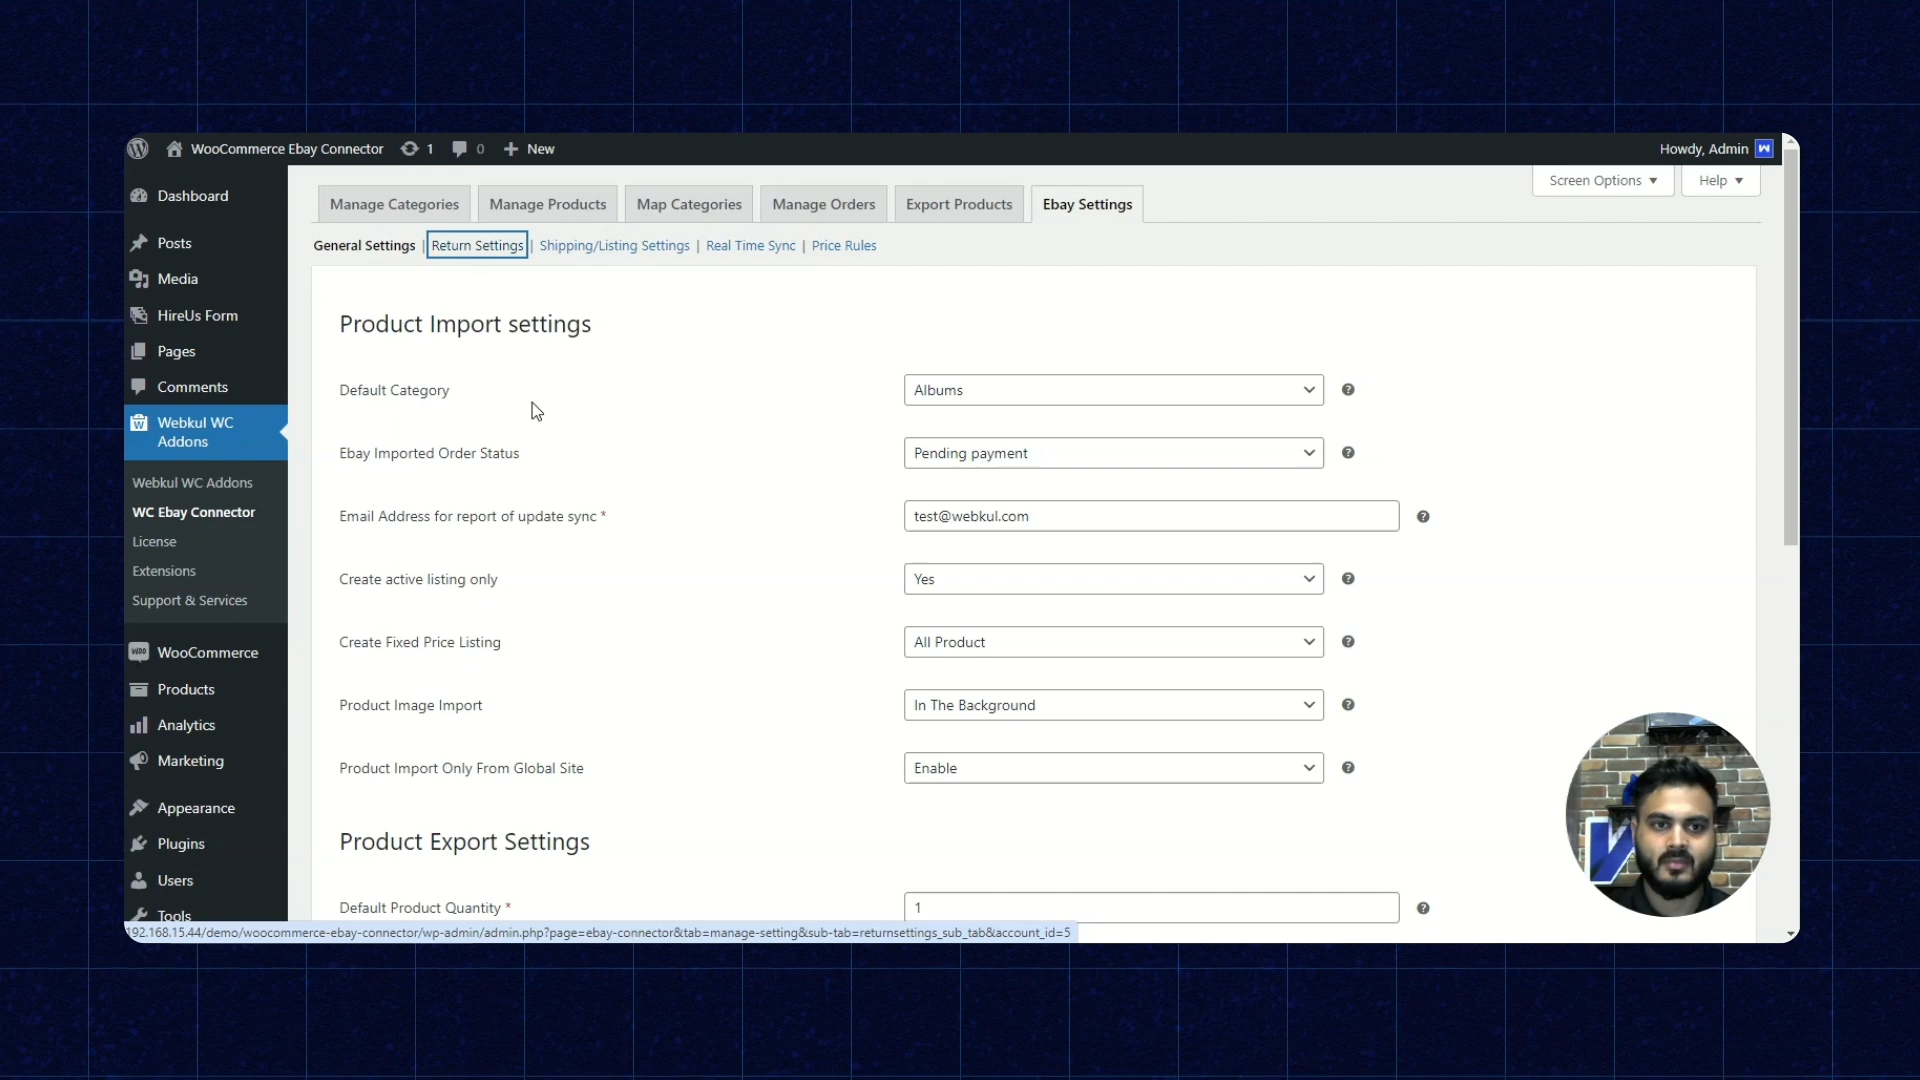 WooCommerce Ebay Connector 1 0 New Howdy, Admin
Screen Options Help
Dashboard
Posts
Media
HireUs Form
Pages
Comments
Webkul WC
Addons
Webkul WC Addons
WC Ebay Connector
License
Extensions
Support & Services
WooCommerce
Products
Analytics
Marketing
Appearance
Plugins
Users
Tools
Manage Categories Manage Products Map Categories Manage Orders Export Products Ebay Settings
General Settings | Return Settings | Shipping/Listing Settings | Real Time Sync | Price Rules
Product Import settings
Default Category Albums
Ebay Imported Order Status Pending payment
Email Address for report of update sync * test@webkul.com
Create active listing only Yes
Create Fixed Price Listing All Product
Product Image Import In The Background
Product Import Only From Global Site Enable
Product Export Settings
Default Product Quantity * 1
192.168.15.44/demo/woocommerce-ebay-connector/wp-admin/admin.php?page=ebay-connector&tab=manage-setting&sub-tab=returnsettings_sub_tab&account_id=5